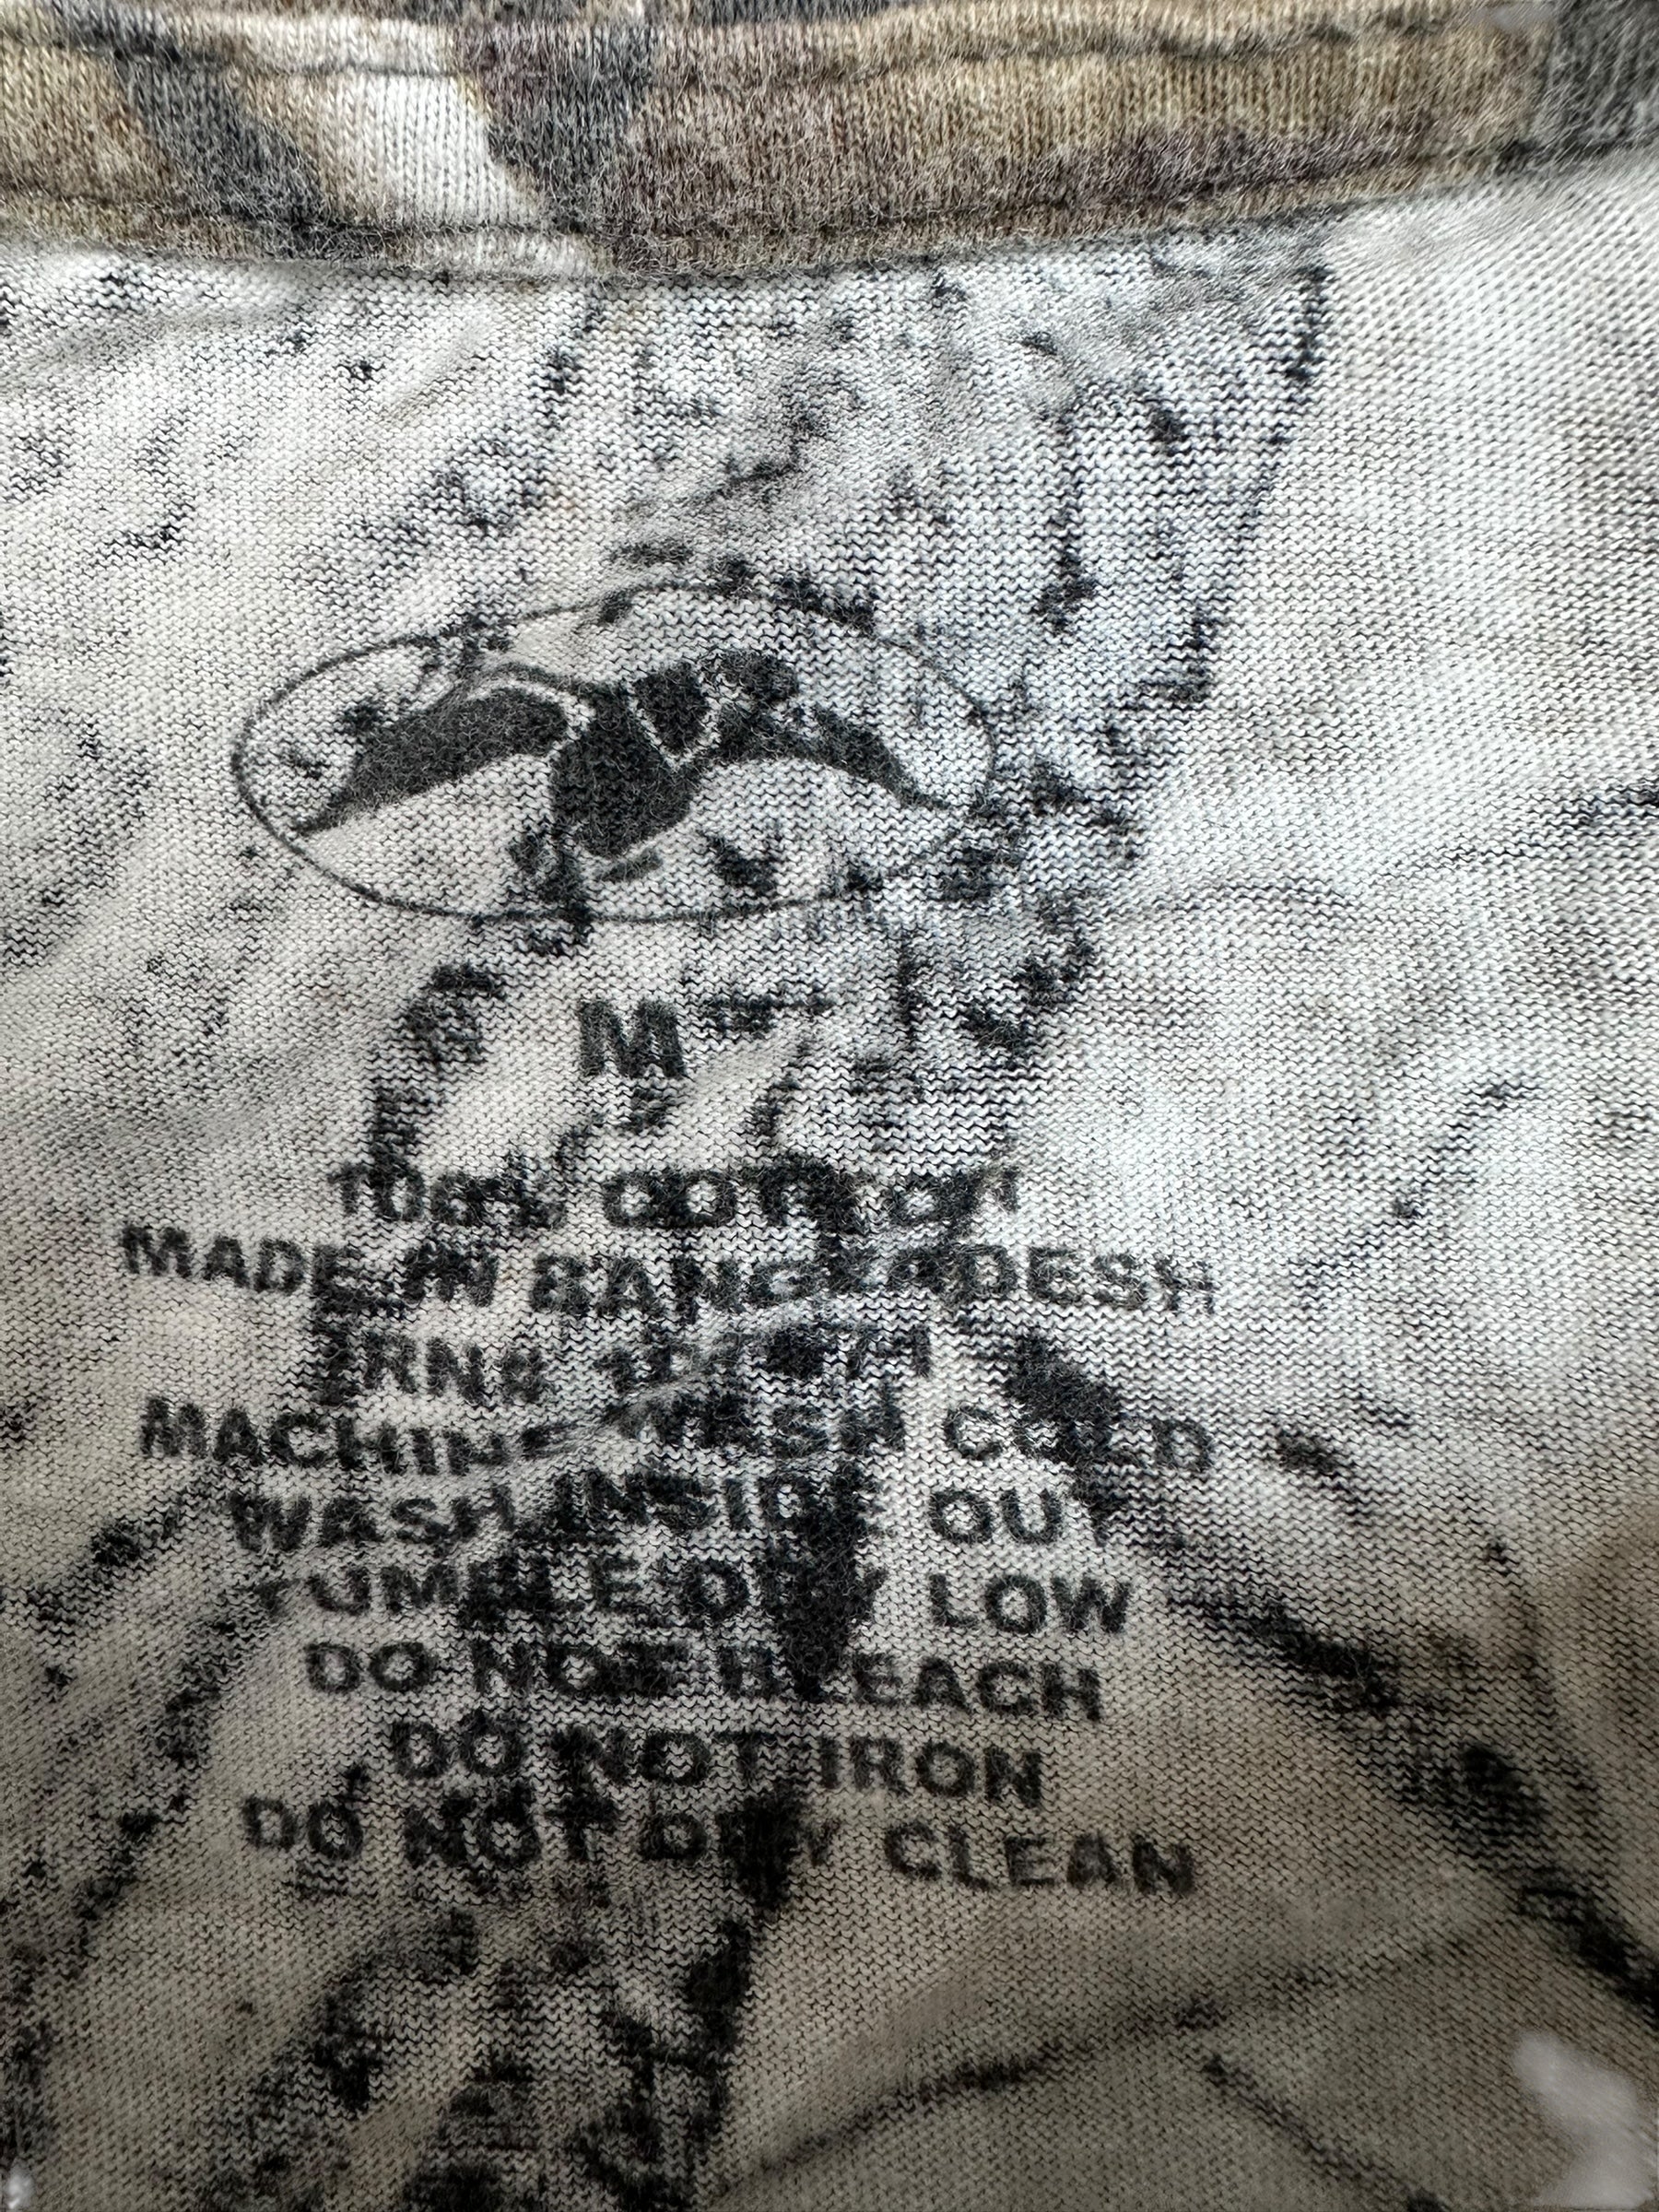 M
100% COTTON
MADE IN BANGLADESH
RN#
MACHINE WASH COLD
WASH INSIDE OUT
TUMBLE DRY LOW
DO NOT BLEACH
DO NOT IRON
DO NOT DRY CLEAN